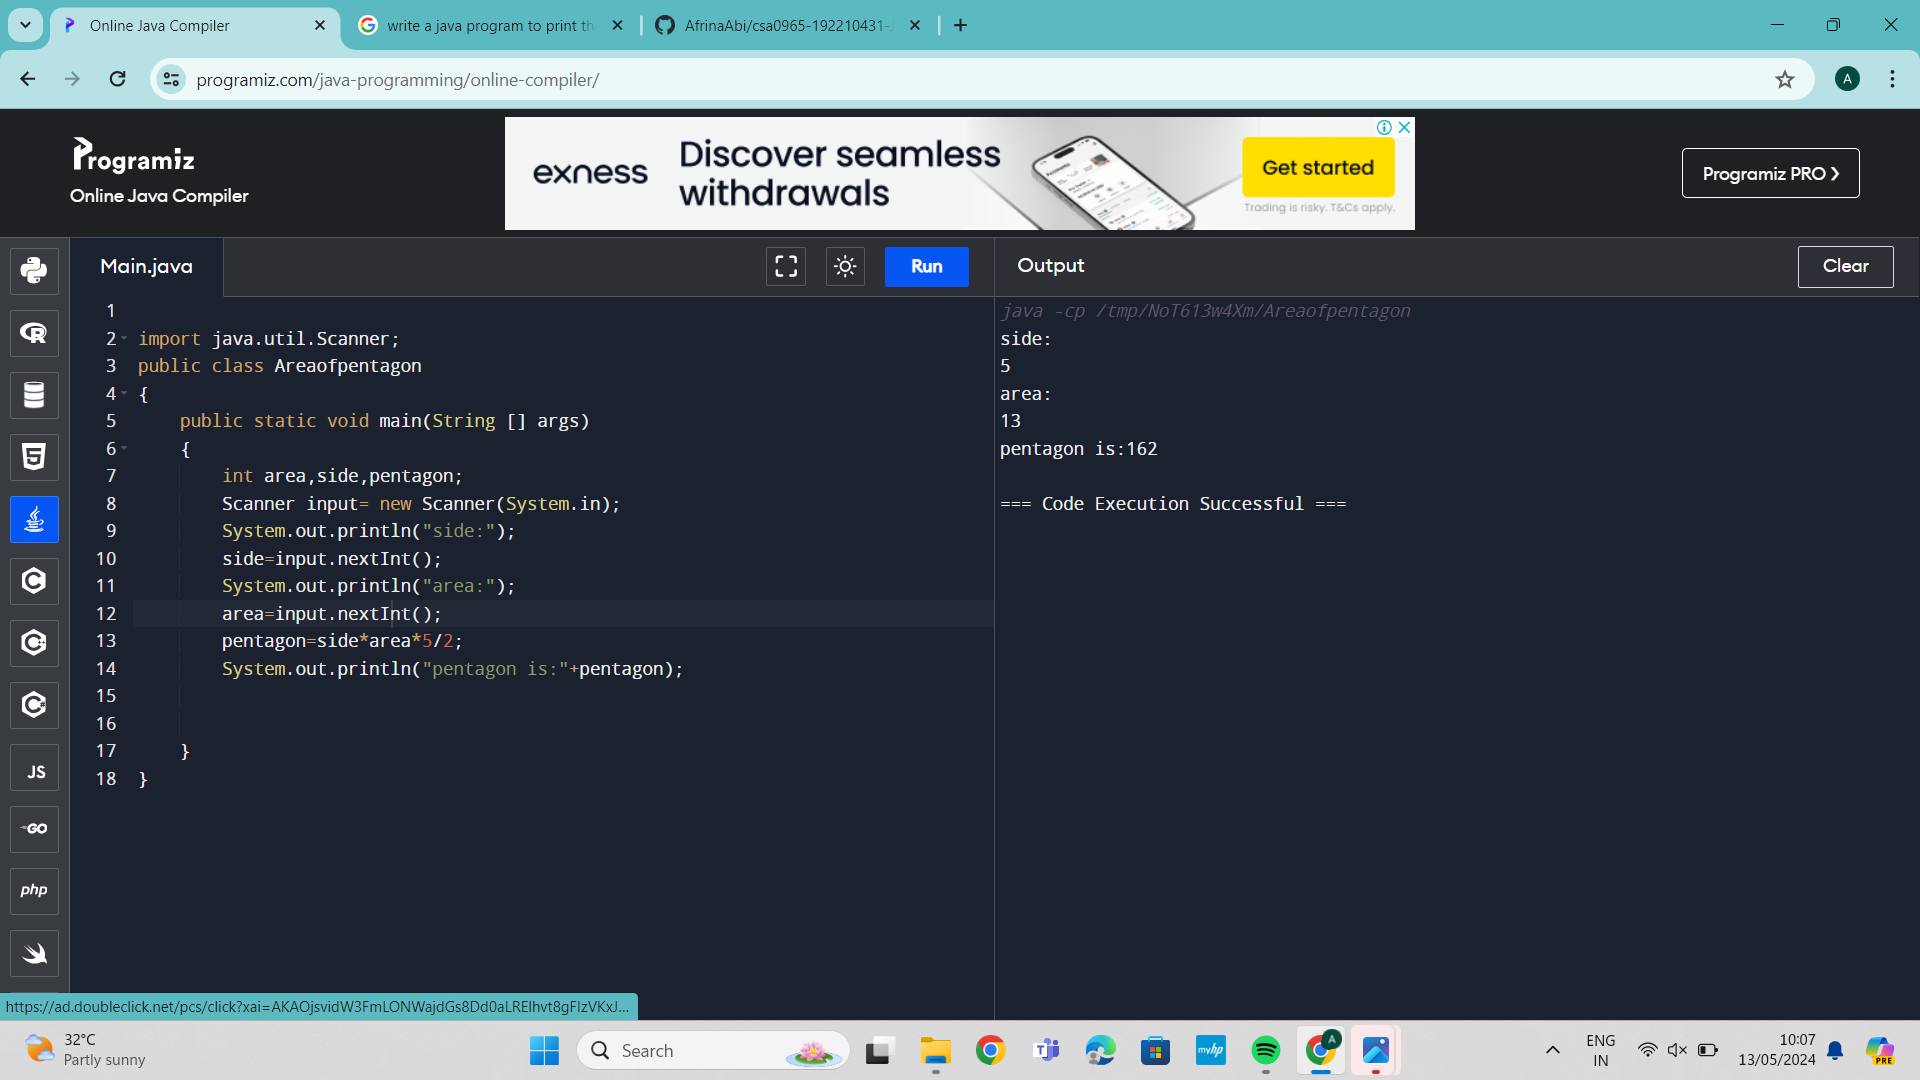 Online Java Compiler
write a java program to print th
AfrinaAbi/csa0965-192210431-
programiz.com/java-programming/online-compiler/
A
Programiz
Online Java Compiler
exness
Discover seamless
withdrawals
Get started
Trading is risky. T&Cs apply.
Programiz PRO
Main.java
Run
Output
Clear
1
2 import java.util.Scanner;
3 public class Areaofpentagon
4 {
5 public static void main(String [] args)
6 {
7 int area,side,pentagon;
8 Scanner input= new Scanner(System.in);
9 System.out.println("side:");
10 side=input.nextInt();
11 System.out.println("area:");
12 area=input.nextInt();
13 pentagon=side*area*5/2;
14 System.out.println("pentagon is:"+pentagon);
15
16
17 }
18 }
java -cp /tmp/NoT613w4Xm/Areaofpentagon
side:
5
area:
13
pentagon is:162
=== Code Execution Successful ===
R
5
C
C
C
JS
GO
php
https://ad.doubleclick.net/pcs/click?xai=AKAOjsvidW3FmLONWajdGs8Dd0aLREIhvt8gFIzVKxJ...
32°C
Partly sunny
Search
myhp
A
ENG
IN
10:07
13/05/2024
PRE